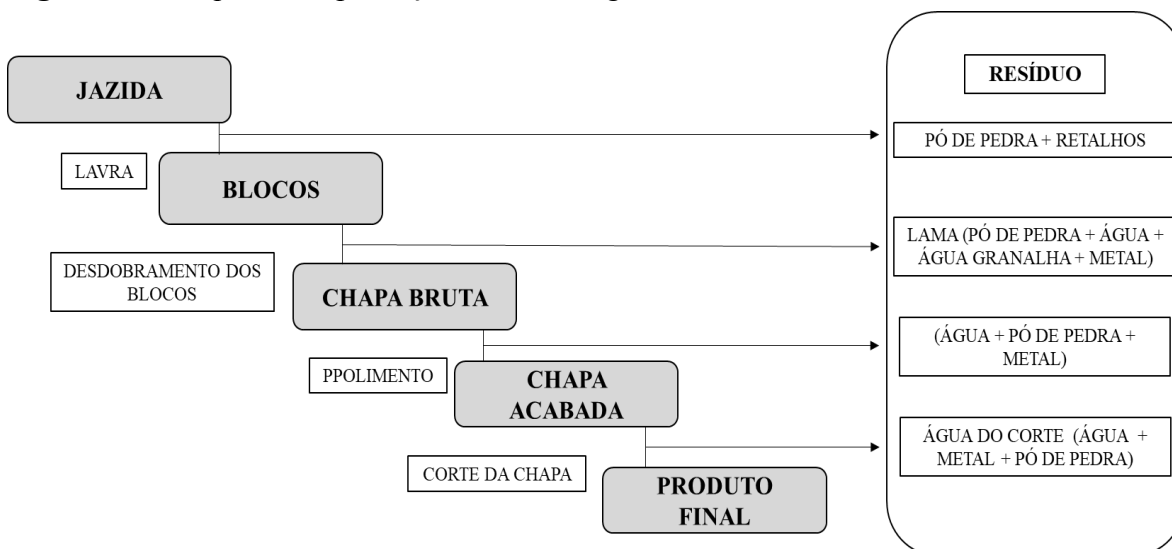 JAZIDA
RESÍDUO
PÓ DE PEDRA + RETALHOS
LAVRA
BLOCOS
LAMA (PÓ DE PEDRA + ÁGUA +
ÁGUA GRANALHA + METAL)
DESDOBRAMENTO DOS
BLOCOS
CHAPA BRUTA
(ÁGUA + PÓ DE PEDRA +
METAL)
PPOLIMENTO
CHAPA
ACABADA
ÁGUA DO CORTE (ÁGUA +
METAL + PÓ DE PEDRA)
CORTE DA CHAPA
PRODUTO
FINAL